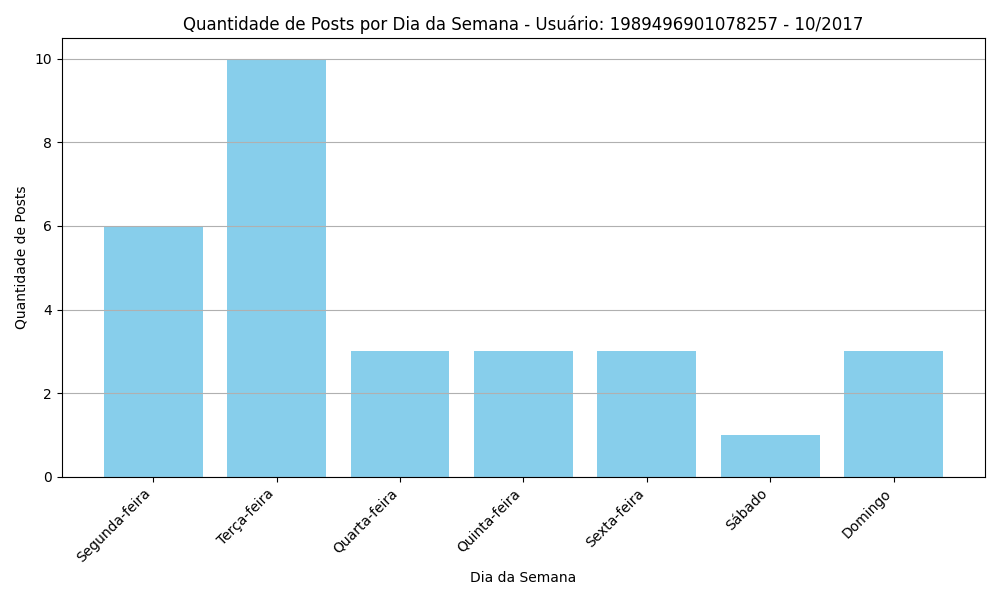 Quantidade de Posts por Dia da Semana - Usuário: 1989496901078257 - 10/2017
Quantidade de Posts
10
8
6
4
2
0
Segunda-feira
Terça-feira
Quarta-feira
Quinta-feira
Sexta-feira
Sábado
Domingo
Dia da Semana